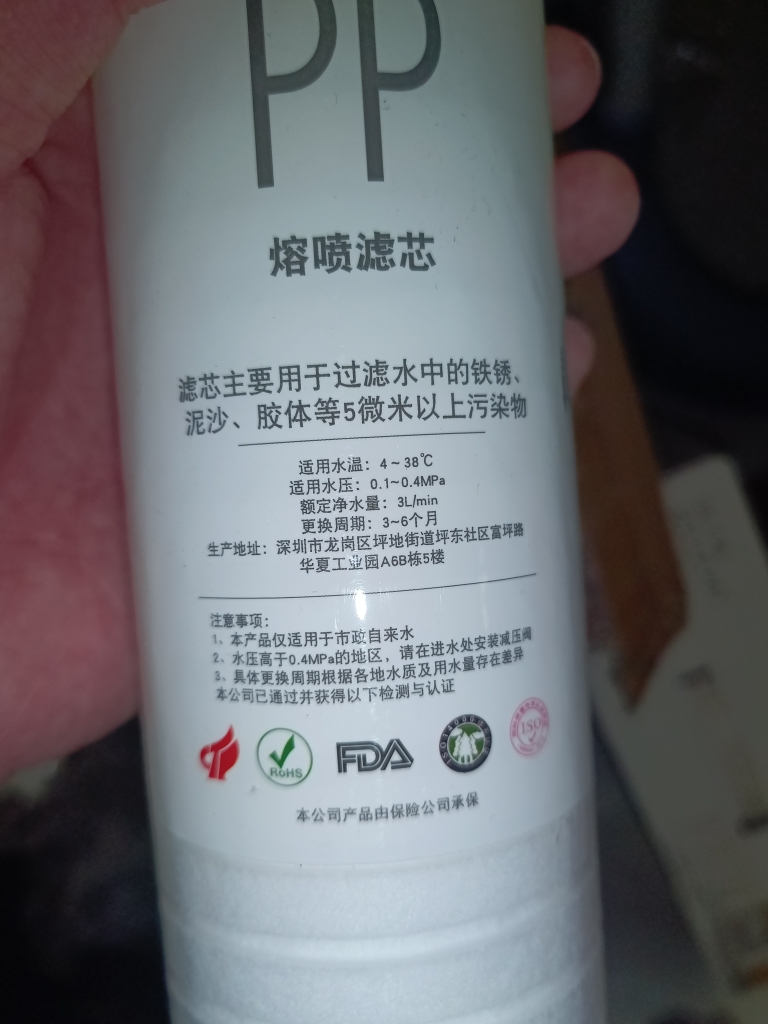 PP
熔喷滤芯
滤芯主要用于过滤水中的铁锈、
泥沙、胶体等5微米以上污染物
适用水温：4～38℃
适用水压：0.1~0.4MPa
额定净水量：3L/min
更换周期：3~6个月
生产地址：深圳市龙岗区坪地街道坪东社区富坪路
华夏工业园A6B栋5楼
注意事项：
1、本产品仅适用于市政自来水
2、水压高于0.4MPa的地区，请在进水处安装减压阀
3、具体更换周期根据各地水质及用水量存在差异
本公司已通过并获得以下检测与认证
RoHS
FDA
ISO
本公司产品由保险公司承保